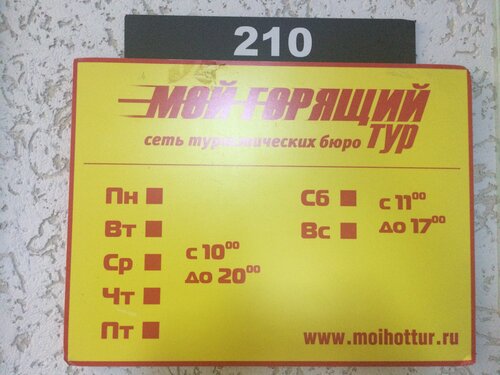 210
МОЙ ГОРЯЩИЙ
ТУР
сеть туристических бюро
Пн
Вт
Ср
Чт
Пт
с 10⁰⁰
до 20⁰⁰
Сб
Вс
с 11⁰⁰
до 17⁰⁰
www.moihottur.ru